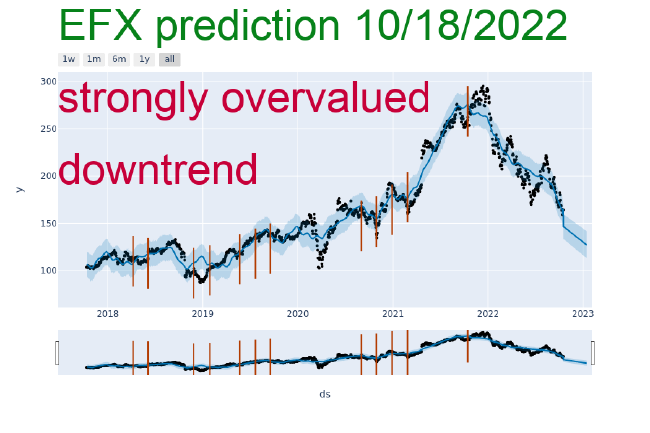 EFX prediction 10/18/2022
1w 1m 6m 1y all
300
strongly overvalued
250
downtrend
200
y
150
100
2018 2019 2020 2021 2022 2023
ds